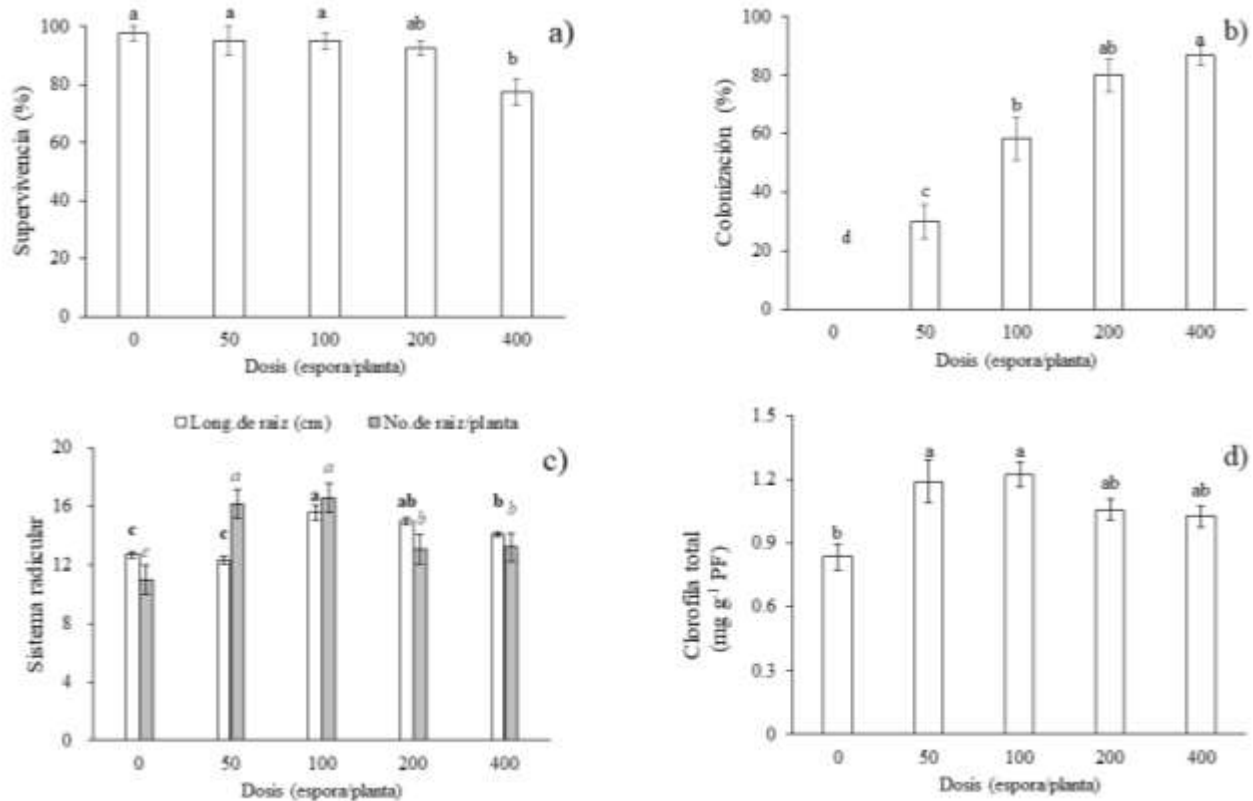 a)
Supervivencia (%)
100
80
60
40
20
0
a
a
a
ab
b
0 50 100 200 400
Dosis (espora/planta)
b)
Colonización (%)
100
80
60
40
20
0
d
c
b
ab
a
0 50 100 200 400
Dosis (espora/planta)
Long.de raiz (cm) No.de raiz/planta
c)
Sistema radicular
20
16
12
8
4
0
c c
c a
a a
ab b
b b
0 50 100 200 400
Dosis (espora/planta)
d)
Clorofila total
(mg g-1 PF)
1.5
1.2
0.9
0.6
0.3
0
b
a
a
ab
ab
0 50 100 200 400
Dosis (espora/planta)